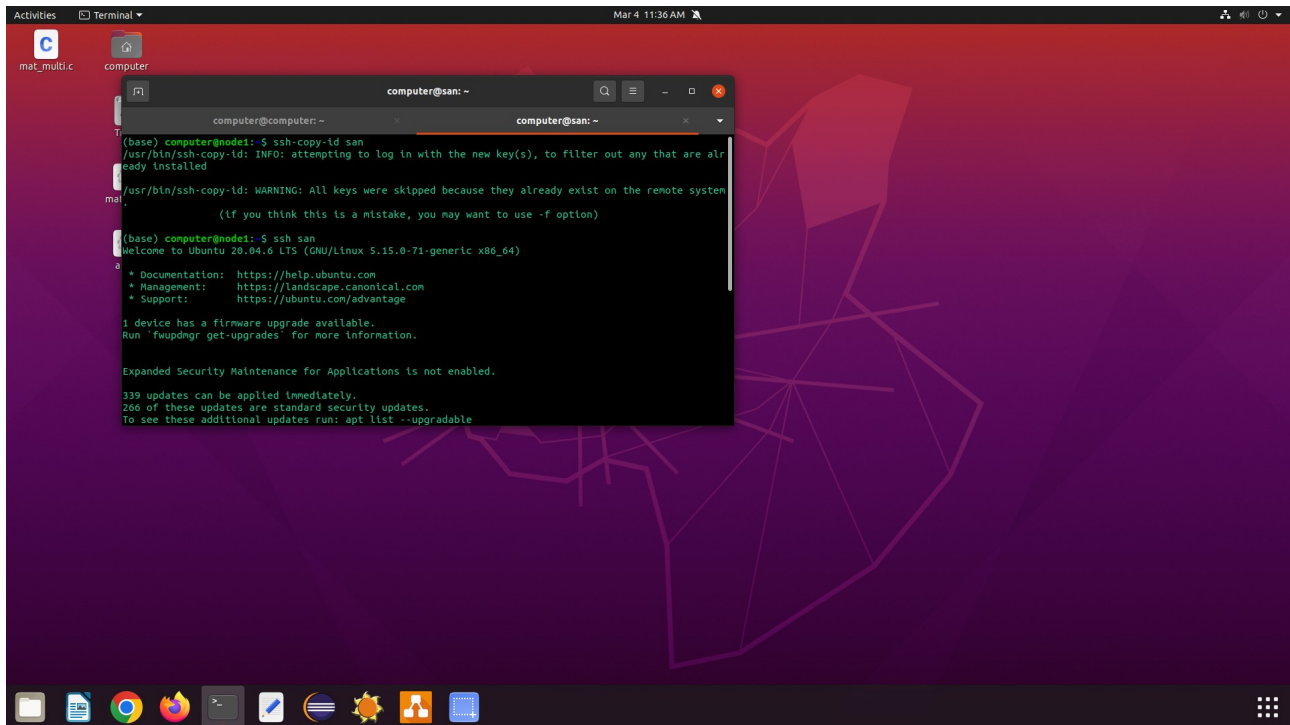 Activities
Terminal
Mar 4 11:36 AM
C
mat_multi.c
computer
computer@san: ~
computer@computer: ~
computer@san: ~
(base) computer@node1:~$ ssh-copy-id san
/usr/bin/ssh-copy-id: INFO: attempting to log in with the new key(s), to filter out any that are alr
eady installed
/usr/bin/ssh-copy-id: WARNING: All keys were skipped because they already exist on the remote system
.
(if you think this is a mistake, you may want to use -f option)
(base) computer@node1:~$ ssh san
Welcome to Ubuntu 20.04.6 LTS (GNU/Linux 5.15.0-71-generic x86_64)
* Documentation: https://help.ubuntu.com
* Management: https://landscape.canonical.com
* Support: https://ubuntu.com/advantage
1 device has a firmware upgrade available.
Run `fwupdmgr get-upgrades` for more information.
Expanded Security Maintenance for Applications is not enabled.
339 updates can be applied immediately.
266 of these updates are standard security updates.
To see these additional updates run: apt list --upgradable